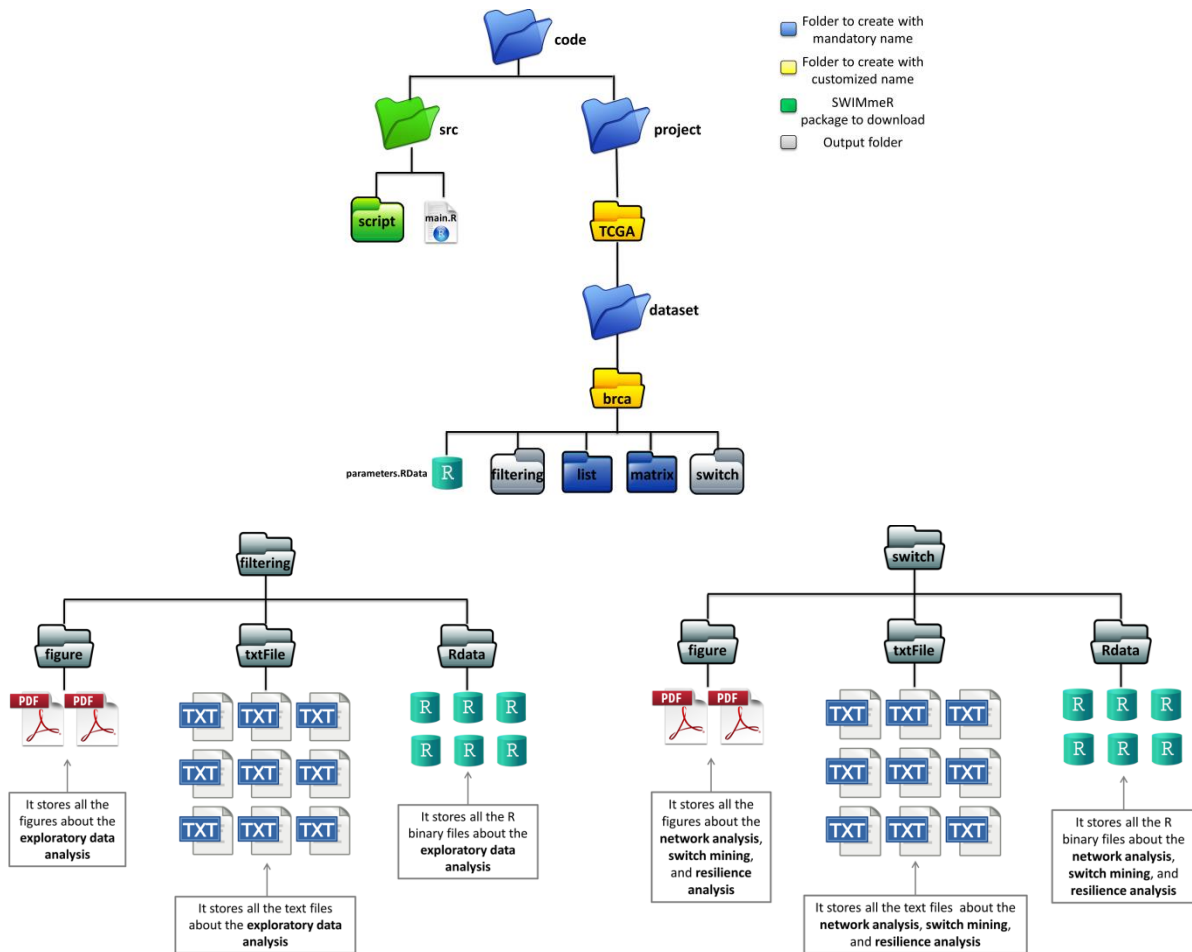 code
Folder to create with
mandatory name
Folder to create with
customized name
SWIMmeR
package to download
Output folder
src
project
script
main.R
R
TCGA
dataset
brca
parameters.RData
R
filtering
list
matrix
switch
filtering
figure
txtFile
Rdata
PDF
PDF
TXT
TXT
TXT
R
R
R
TXT
TXT
TXT
R
R
R
TXT
TXT
TXT
It stores all the
figures about the
exploratory data
analysis
It stores all the R
binary files about the
exploratory data
analysis
It stores all the text files
about the exploratory data
analysis
switch
figure
txtFile
Rdata
PDF
PDF
TXT
TXT
TXT
R
R
R
TXT
TXT
TXT
R
R
R
TXT
TXT
TXT
It stores all the
figures about the
network analysis,
switch mining,
and resilience
analysis
It stores all the R
binary files about the
network analysis,
switch mining, and
resilience analysis
It stores all the text files about the
network analysis, switch mining,
and resilience analysis